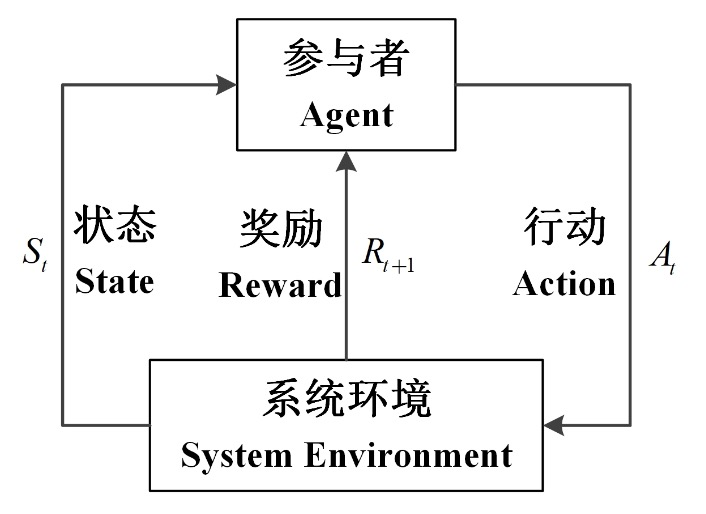 参与者
Agent
状态
State
S_t
奖励
Reward
R_{t+1}
行动
Action
A_t
系统环境
System Environment